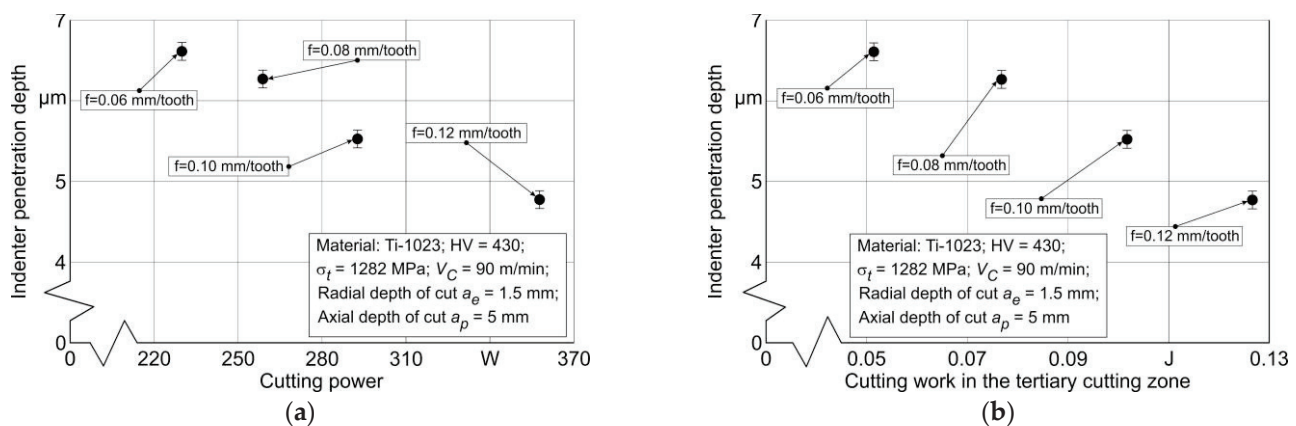 7
μm
5
4
0
Indenter penetration depth
f=0.06 mm/tooth
f=0.08 mm/tooth
f=0.10 mm/tooth
f=0.12 mm/tooth
Material: Ti-1023; HV = 430;
σt = 1282 MPa; VC = 90 m/min;
Radial depth of cut ae = 1.5 mm;
Axial depth of cut ap = 5 mm
0 220 250 280 310 W 370
Cutting power
(a)
7
μm
5
4
0
Indenter penetration depth
f=0.06 mm/tooth
f=0.08 mm/tooth
f=0.10 mm/tooth
f=0.12 mm/tooth
Material: Ti-1023; HV = 430;
σt = 1282 MPa; VC = 90 m/min;
Radial depth of cut ae = 1.5 mm;
Axial depth of cut ap = 5 mm
0 0.05 0.07 0.09 J 0.13
Cutting work in the tertiary cutting zone
(b)